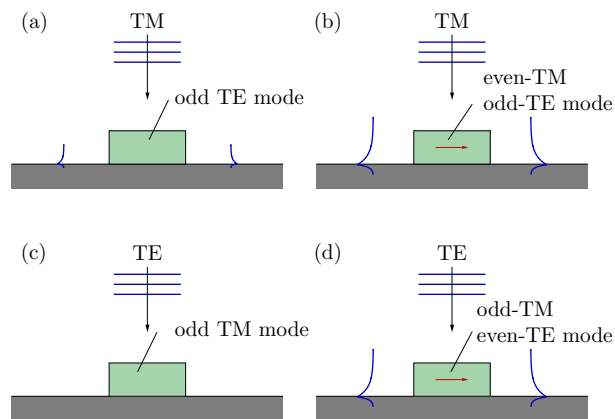 (a)
TM
odd TE mode
(b)
TM
even-TM
odd-TE mode
(c)
TE
odd TM mode
(d)
TE
odd-TM
even-TE mode